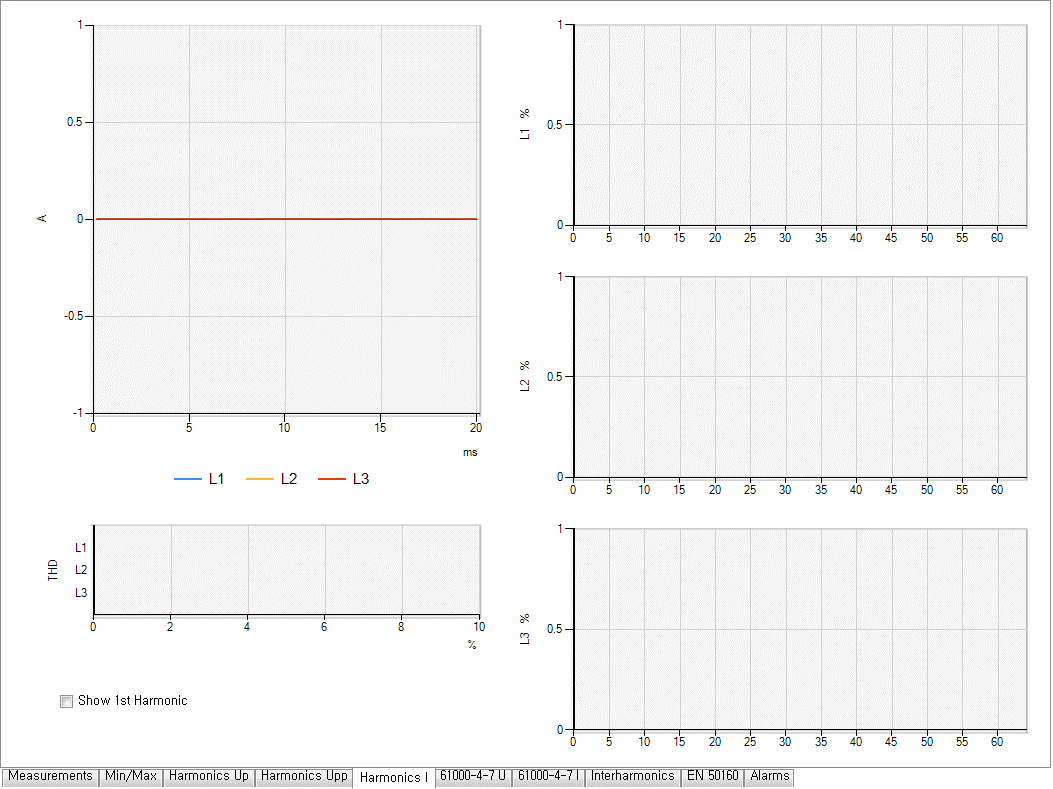 1
0.5
A
0
-0.5
-1
0 5 10 15 20
ms
L1 L2 L3
THD
L1
L2
L3
0 2 4 6 8 10
%
Show 1st Harmonic
1
L1 %
0.5
0
0 5 10 15 20 25 30 35 40 45 50 55 60
1
L2 %
0.5
0
0 5 10 15 20 25 30 35 40 45 50 55 60
1
L3 %
0.5
0
0 5 10 15 20 25 30 35 40 45 50 55 60
Measurements Min/Max Harmonics Up Harmonics Upp Harmonics I 61000-4-7 U 61000-4-7 I Interharmonics EN 50160 Alarms